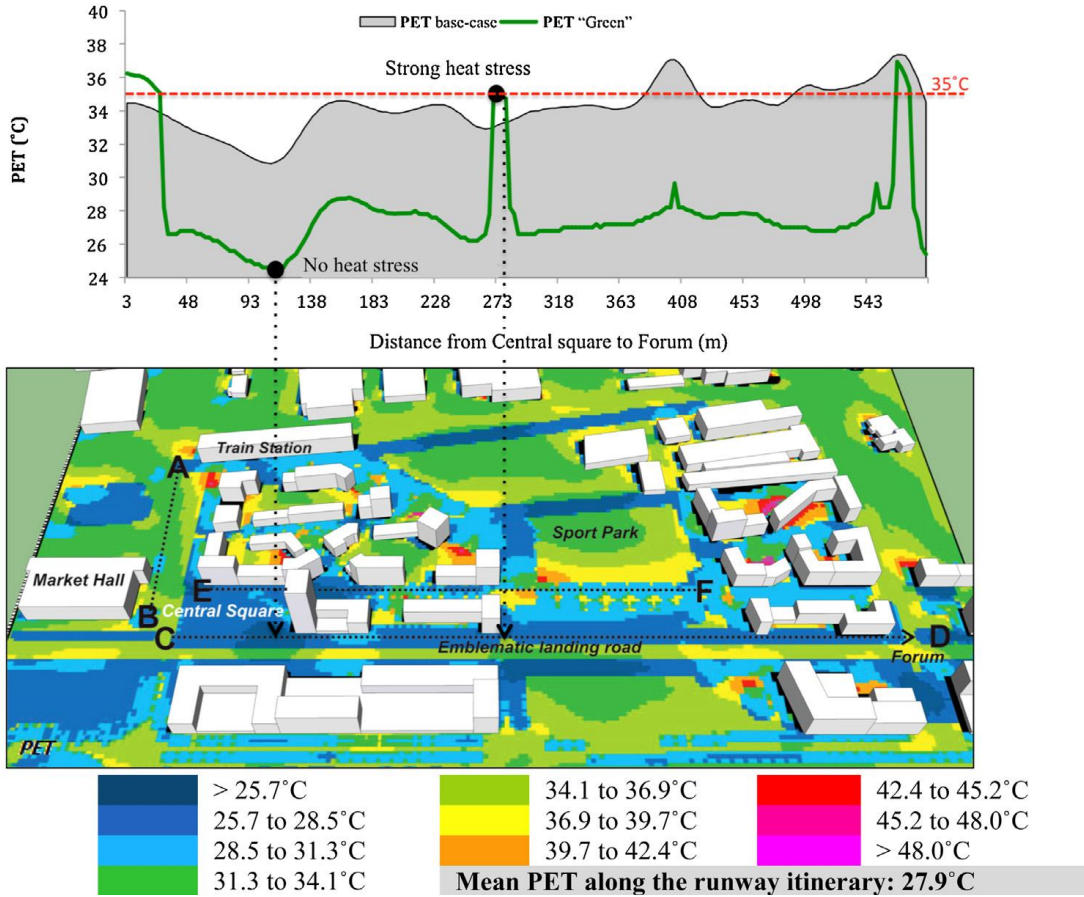 40
PET base-case
PET “Green”
38
Strong heat stress
36
35˚C
34
32
30
28
26
24
No heat stress
PET (˚C)
3 48 93 138 183 228 273 318 363 408 453 498 543
Distance from Central square to Forum (m)
Train Station
A
Sport Park
Market Hall
E
F
B
Central Square
C
D
Emblematic landing road
Forum
PET
> 25.7˚C
25.7 to 28.5˚C
28.5 to 31.3˚C
31.3 to 34.1˚C
34.1 to 36.9˚C
36.9 to 39.7˚C
39.7 to 42.4˚C
42.4 to 45.2˚C
45.2 to 48.0˚C
> 48.0˚C
Mean PET along the runway itinerary: 27.9˚C